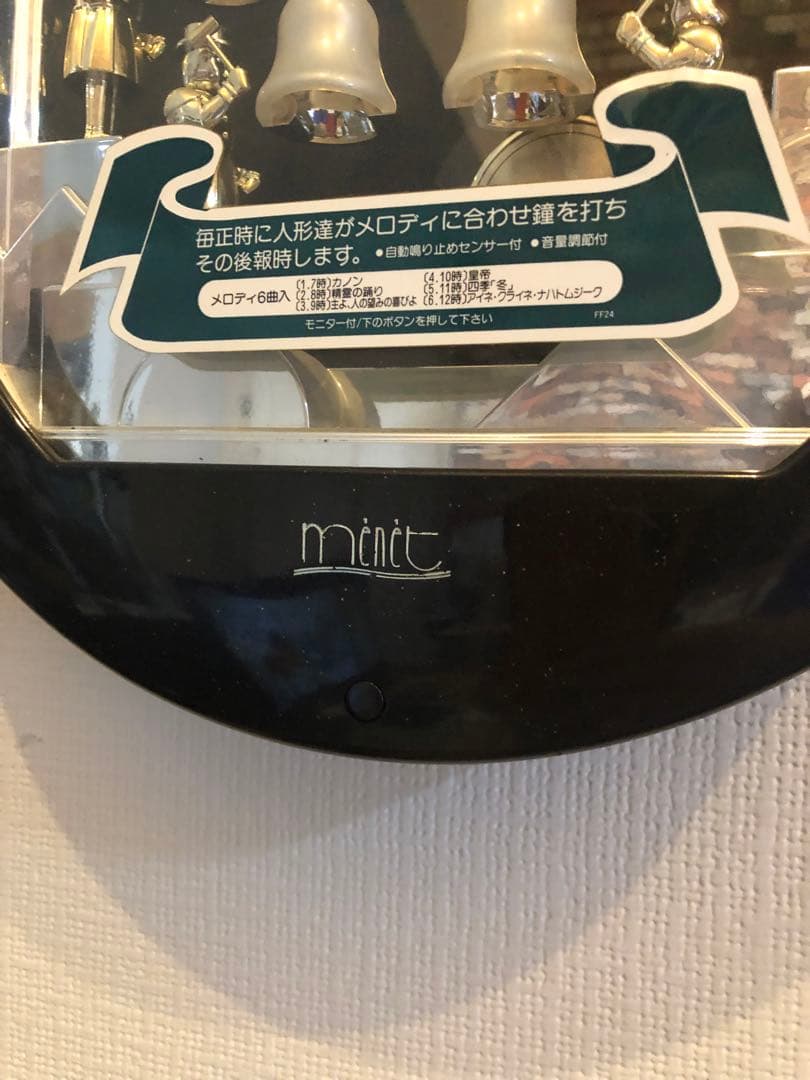 毎正時に人形達がメロディに合わせ鐘を打ち
その後報時します。 ●自動鳴り止めセンサー付 ●音量調節付
メロディ6曲入
(1.7時)カノン (4.10時)皇帝
(2.8時)精霊の踊り (5.11時)四季「冬」
(3.9時)主よ、人の望みの喜びよ (6.12時)アイネ・クライネ・ナハトムジーク
モニター付/下のボタンを押して下さい FF24
menet